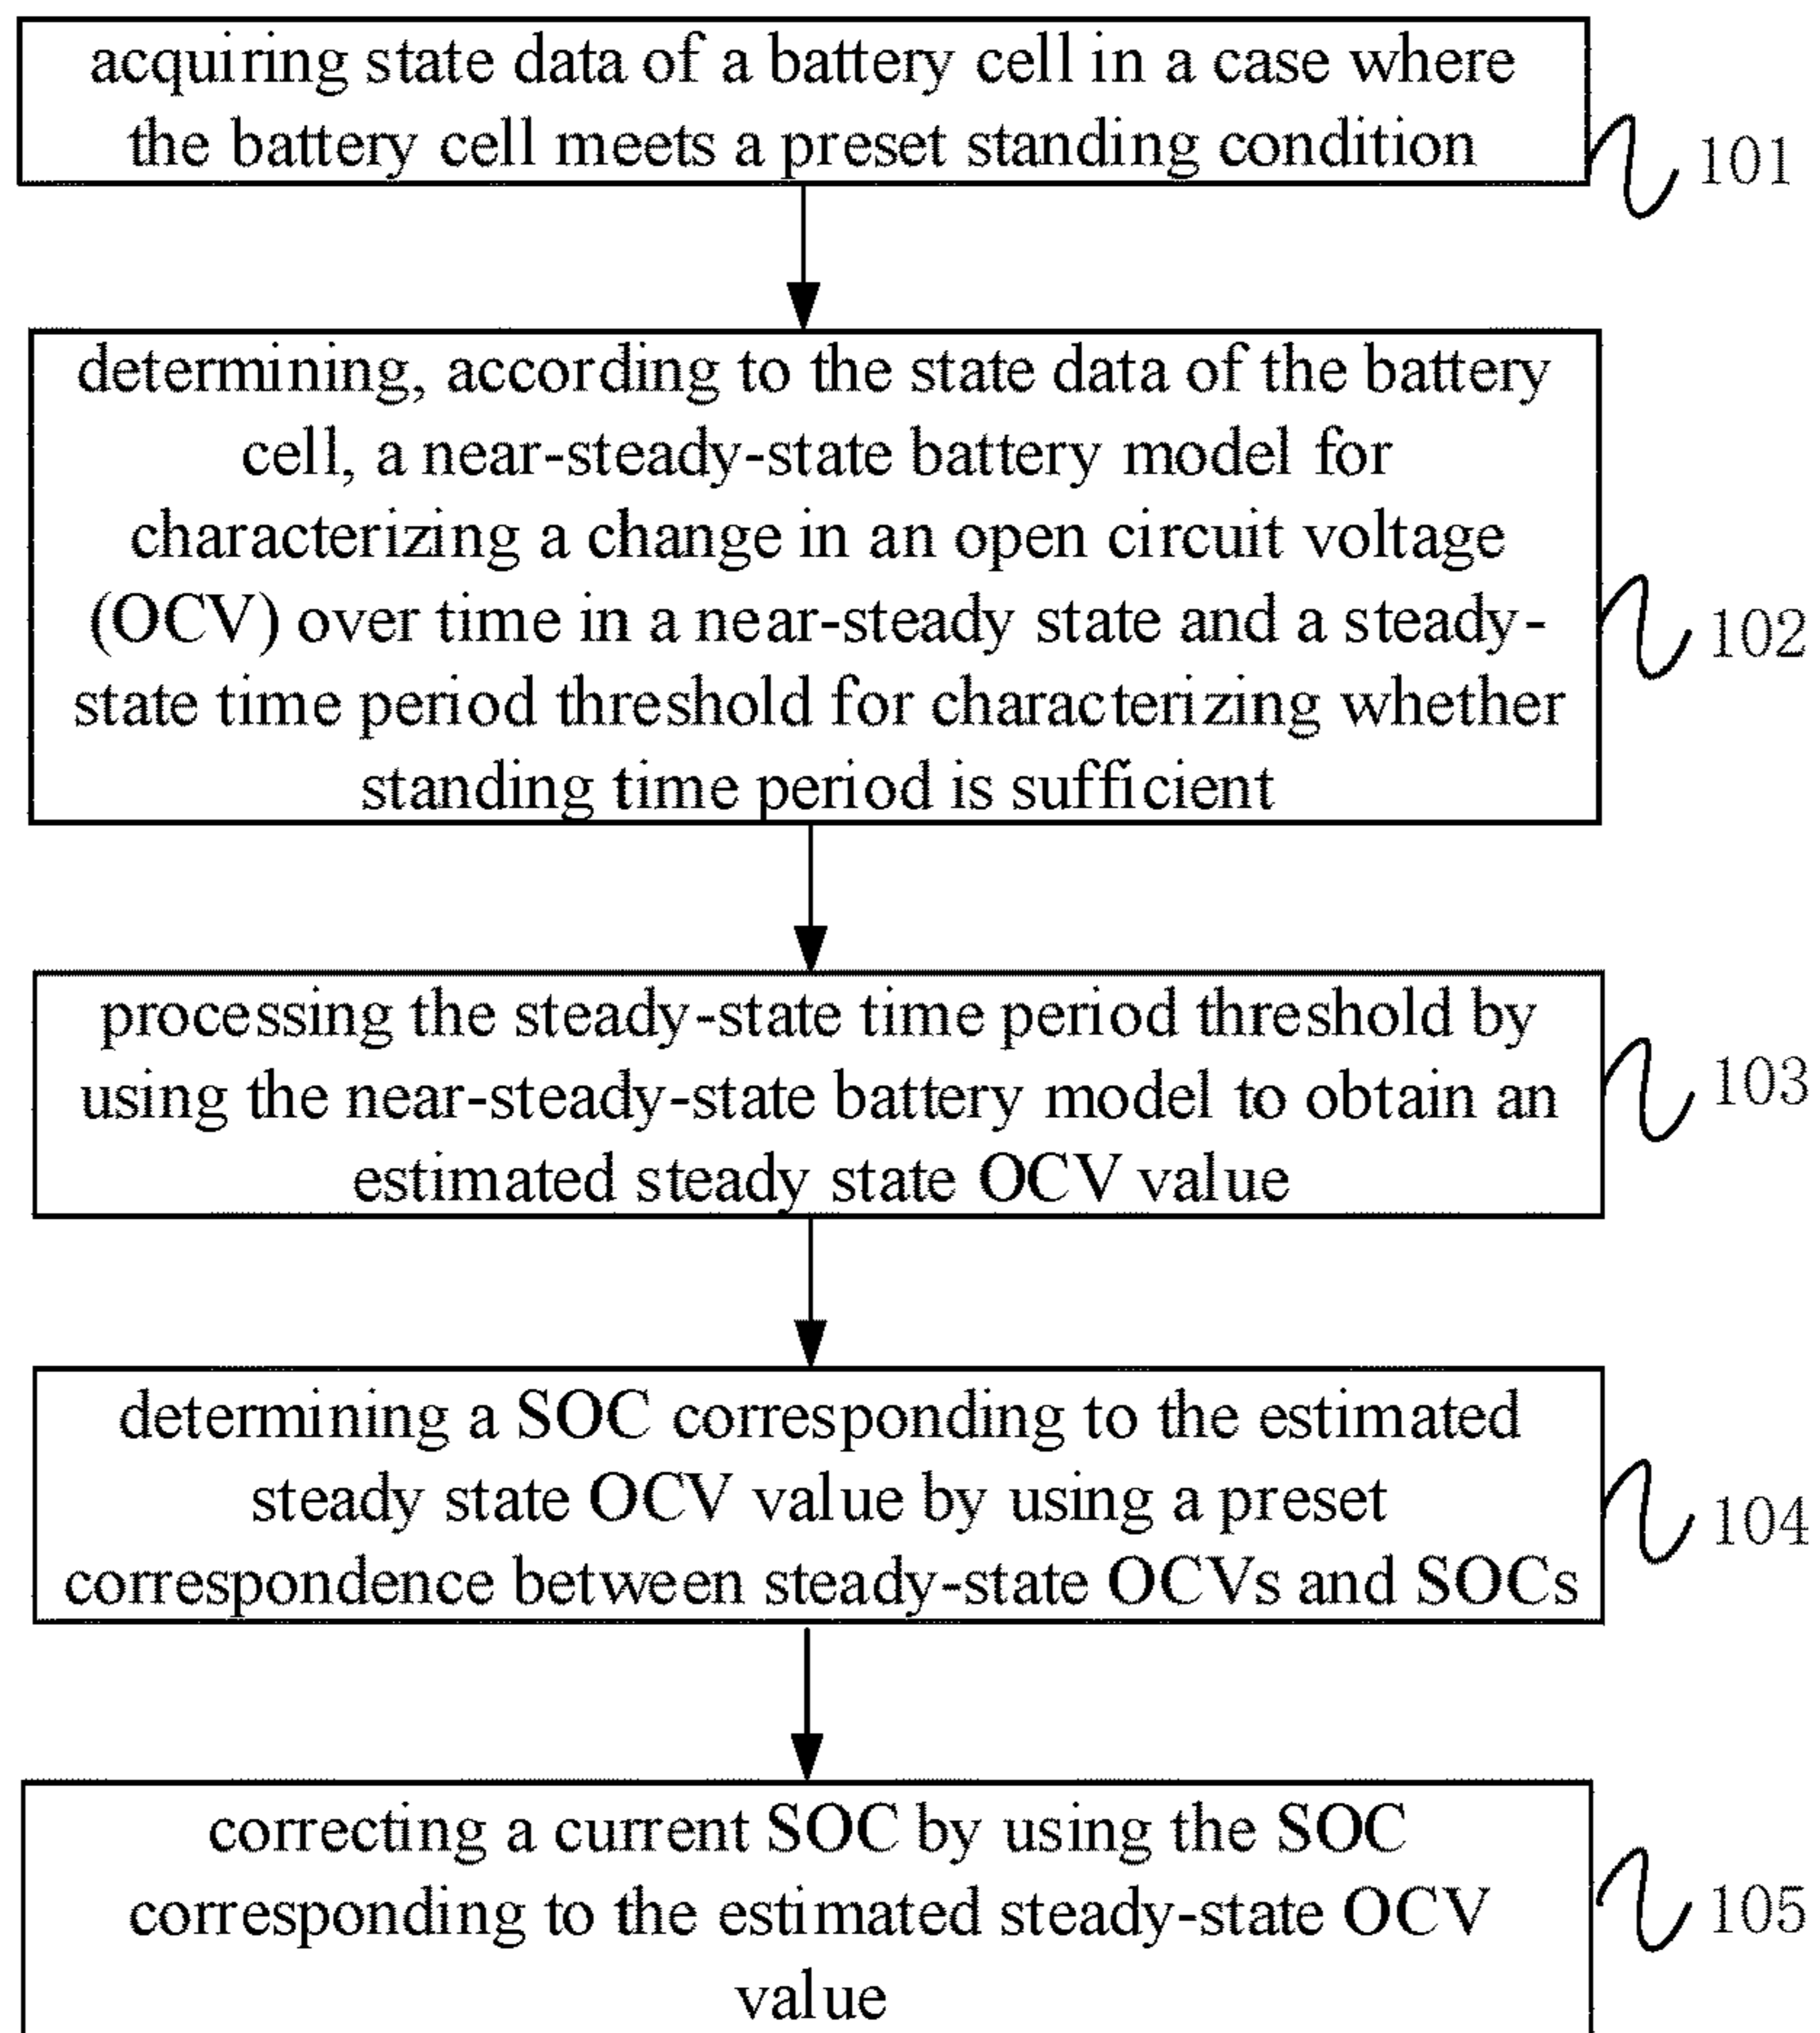 acquiring state data of a battery cell in a case where
the battery cell meets a preset standing condition
101
determining, according to the state data of the battery
cell, a near-steady-state battery model for
characterizing a change in an open circuit voltage
(OCV) over time in a near-steady state and a steady-
state time period threshold for characterizing whether
standing time period is sufficient
102
processing the steady-state time period threshold by
using the near-steady-state battery model to obtain an
estimated steady state OCV value
103
determining a SOC corresponding to the estimated
steady state OCV value by using a preset
correspondence between steady-state OCVs and SOCs
104
correcting a current SOC by using the SOC
corresponding to the estimated steady-state OCV
value
105